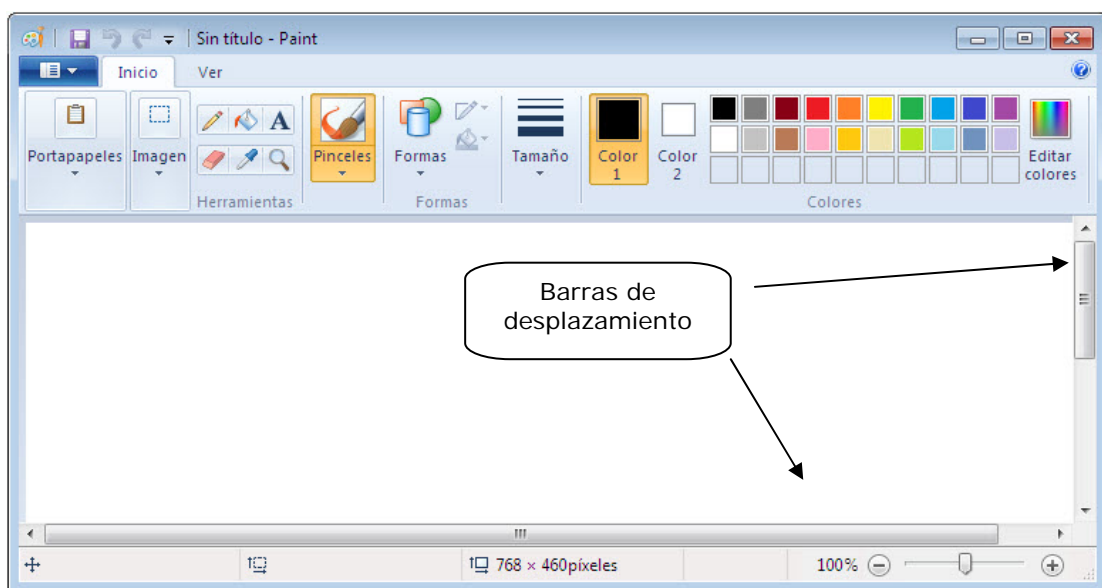 Sin título - Paint
Inicio Ver
Portapapeles Imagen A Pinceles Formas Tamaño Color 1 Color 2 Editar colores
Herramientas Formas Colores
Barras de
desplazamiento
768 × 460píxeles 100%